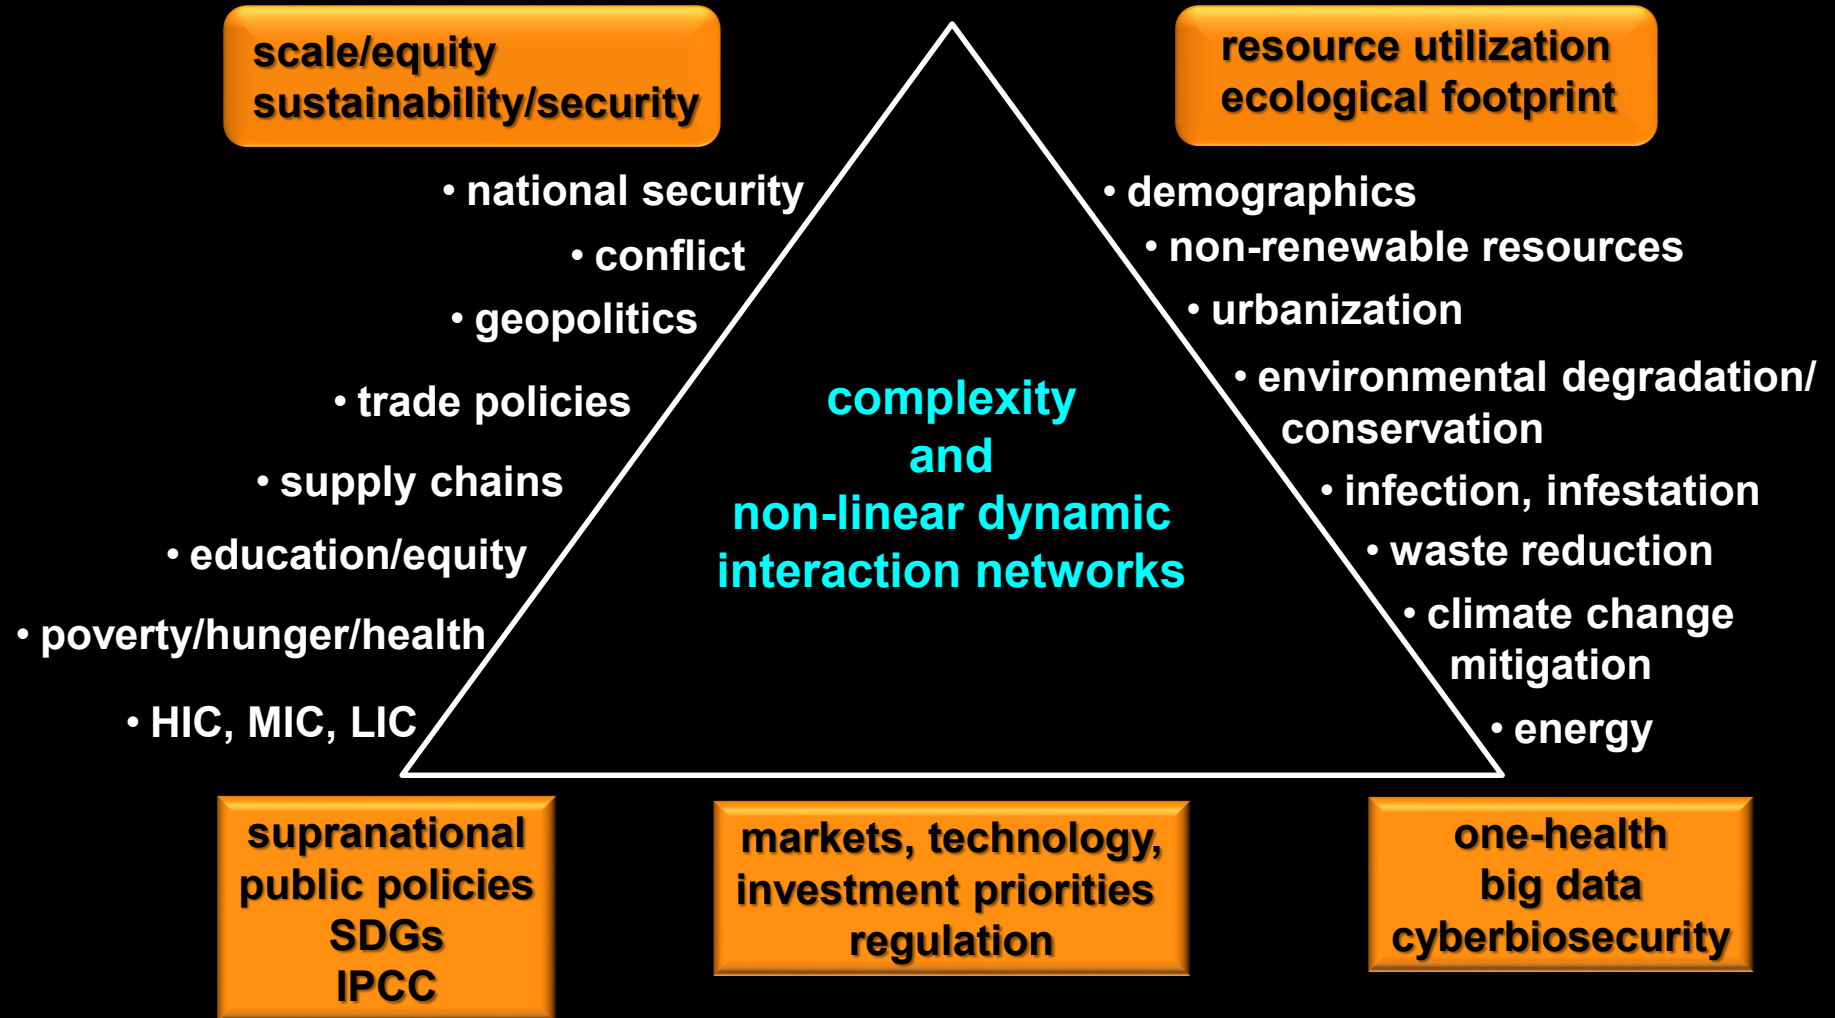 scale/equity
sustainability/security
resource utilization
ecological footprint
• national security
• conflict
• geopolitics
• trade policies
• supply chains
• education/equity
• poverty/hunger/health
• HIC, MIC, LIC
complexity
and
non-linear dynamic
interaction networks
• demographics
• non-renewable resources
• urbanization
• environmental degradation/
conservation
• infection, infestation
• waste reduction
• climate change
mitigation
• energy
supranational
public policies
SDGs
IPCC
markets, technology,
investment priorities
regulation
one-health
big data
cyberbiosecurity